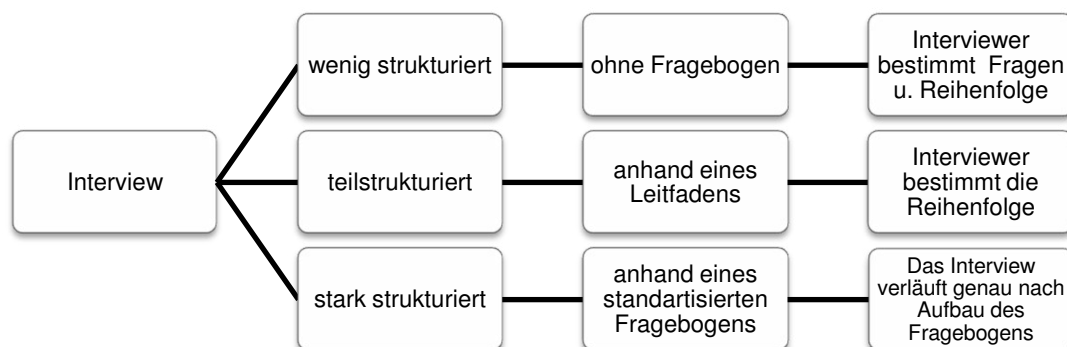 wenig strukturiert
ohne Fragebogen
Interviewer
bestimmt Fragen
u. Reihenfolge
Interview
teilstrukturiert
anhand eines
Leitfadens
Interviewer
bestimmt die
Reihenfolge
stark strukturiert
anhand eines
standartisierten
Fragebogens
Das Interview
verläuft genau nach
Aufbau des
Fragebogens